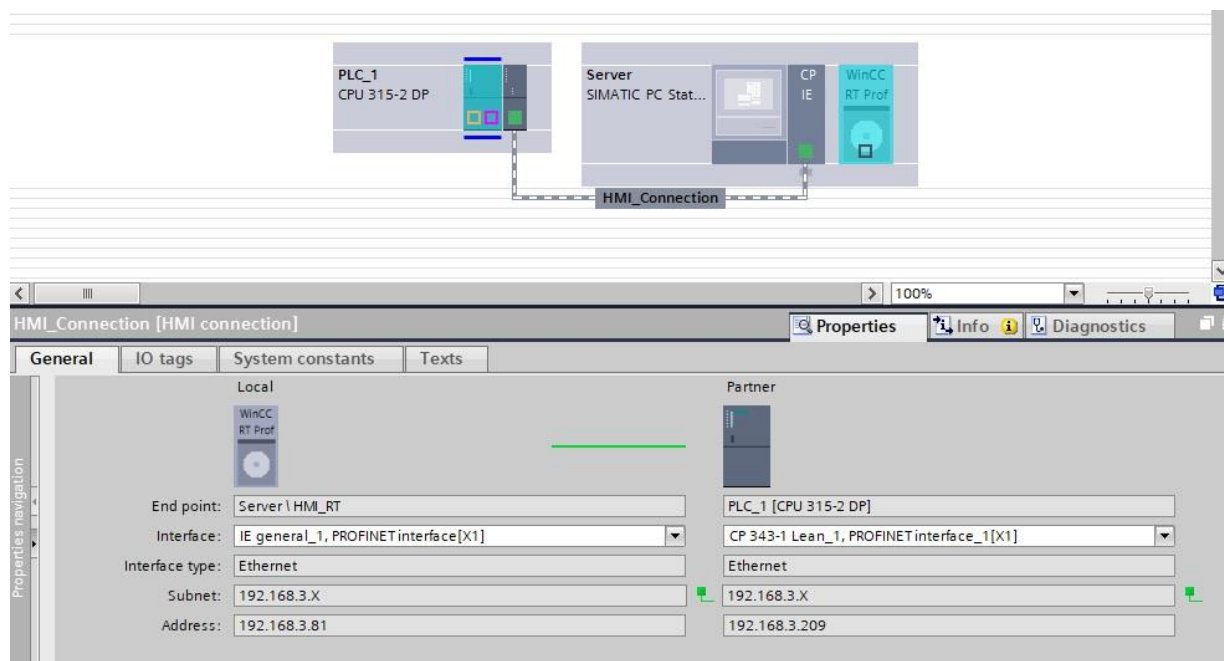 PLC_1
CPU 315-2 DP
Server
SIMATIC PC Stat...
CP
IE
WinCC
RT Prof
HMI_Connection
100%
HMI_Connection [HMI connection]
Properties
Info
Diagnostics
General
IO tags
System constants
Texts
Properties navigation
Local
Partner
WinCC
RT Prof
End point: Server\HMI_RT PLC_1 [CPU 315-2 DP]
Interface: IE general_1, PROFINET interface[X1] CP 343-1 Lean_1, PROFINET interface_1[X1]
Interface type: Ethernet Ethernet
Subnet: 192.168.3.X 192.168.3.X
Address: 192.168.3.81 192.168.3.209